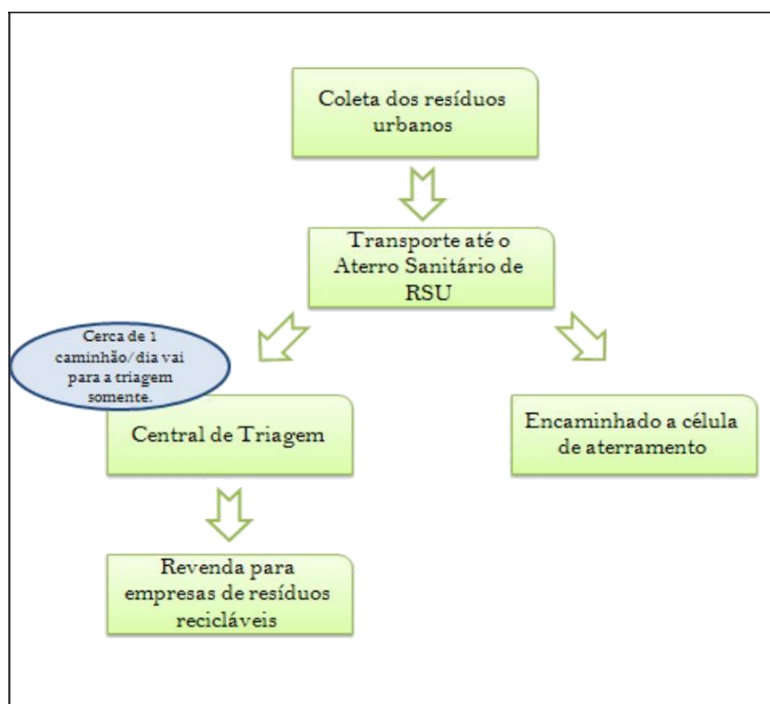 Coleta dos resíduos
urbanos
Transporte até o
Aterro Sanitário de
RSU
Cerca de 1
caminhão/dia vai
para a triagem
somente.
Central de Triagem
Encaminhado a célula
de aterramento
Revenda para
empresas de resíduos
recicláveis